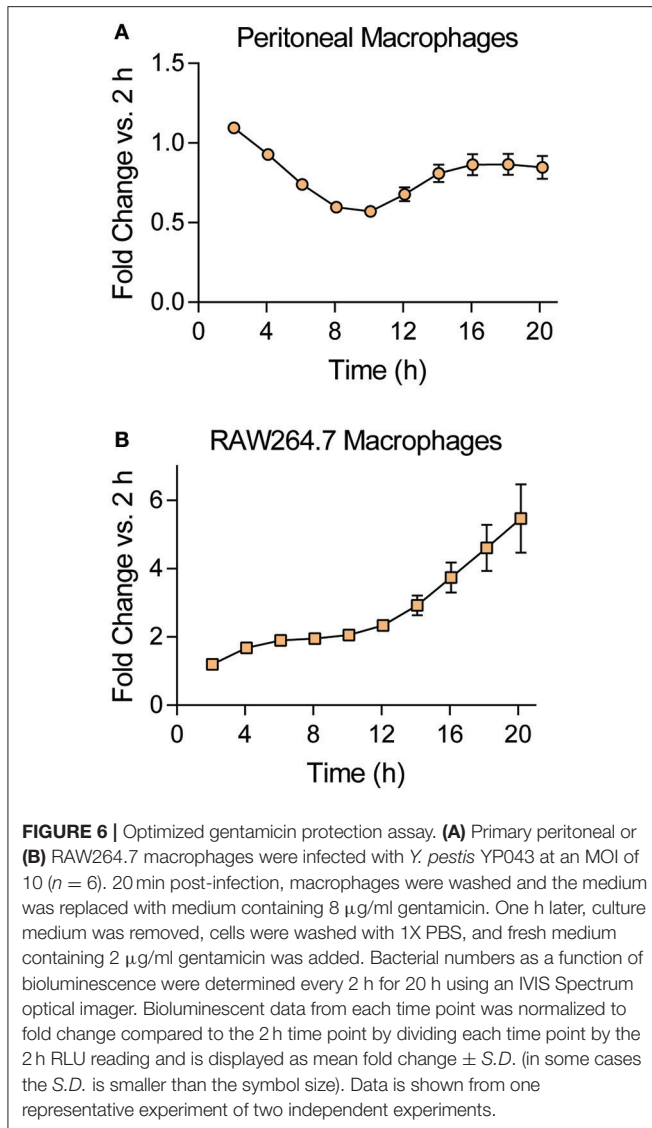 A
Peritoneal Macrophages
Fold Change vs. 2 h
1.5
1.0
0.5
0.0
0 4 8 12 16 20
Time (h)
B
RAW264.7 Macrophages
Fold Change vs. 2 h
6
4
2
0
0 4 8 12 16 20
Time (h)
FIGURE 6 | Optimized gentamicin protection assay. (A) Primary peritoneal or
(B) RAW264.7 macrophages were infected with Y. pestis YP043 at an MOI of
10 (n = 6). 20 min post-infection, macrophages were washed and the medium
was replaced with medium containing 8 μg/ml gentamicin. One h later, culture
medium was removed, cells were washed with 1X PBS, and fresh medium
containing 2 μg/ml gentamicin was added. Bacterial numbers as a function of
bioluminescence were determined every 2 h for 20 h using an IVIS Spectrum
optical imager. Bioluminescent data from each time point was normalized to
fold change compared to the 2 h time point by dividing each time point by the
2 h RLU reading and is displayed as mean fold change ± S.D. (in some cases
the S.D. is smaller than the symbol size). Data is shown from one
representative experiment of two independent experiments.